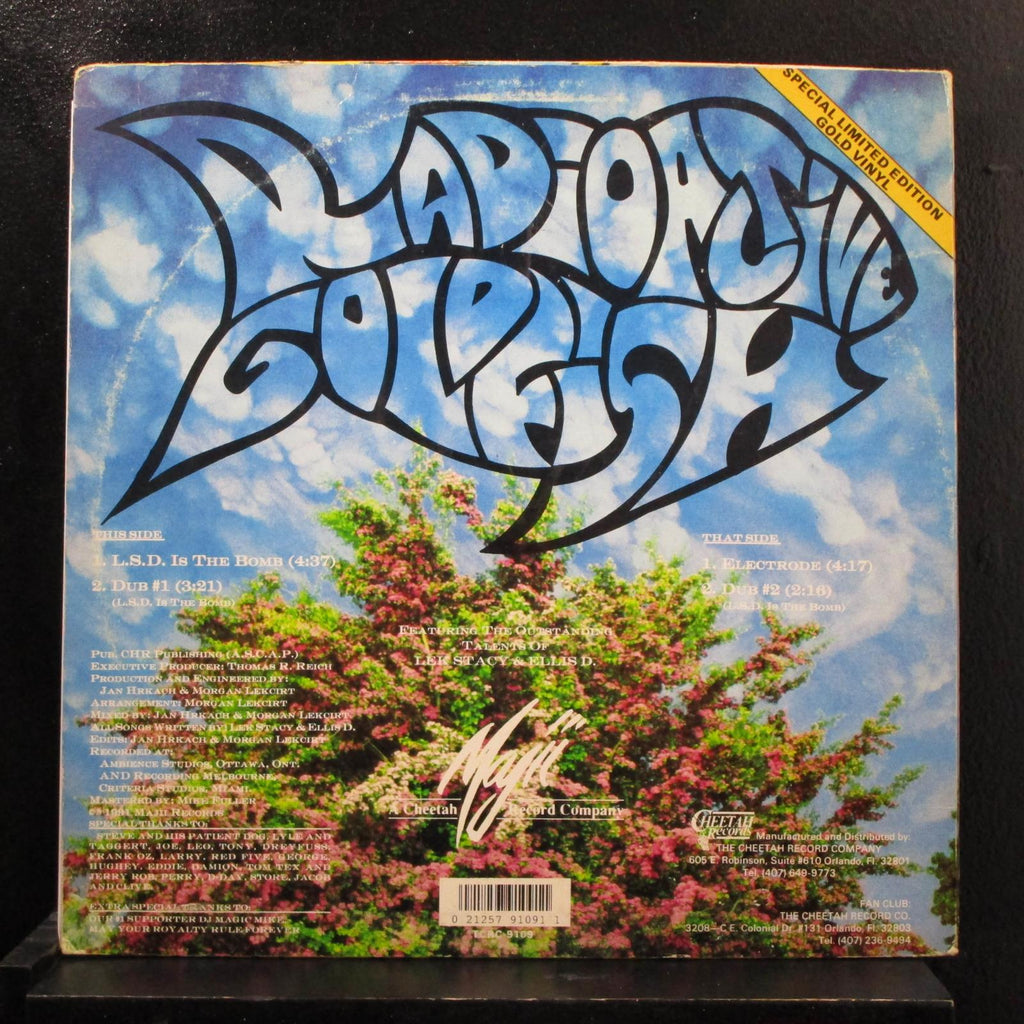 RADIOACTIVE
GOLDFISH
SPECIAL LIMITED EDITION
GOLD VINYL
THIS SIDE
1. L.S.D. IS THE BOMB (4:37)
2. DUB #1 (3:21)
(L.S.D. IS THE BOMB)
THAT SIDE
1. ELECTRODE (4:17)
2. DUB #2 (2:16)
(L.S.D. IS THE BOMB)
FEATURING THE OUTSTANDING
TALENTS OF
LEE STACY & ELLIS D.
PUB. CHR PUBLISHING (A.S.C.A.P.)
EXECUTIVE PRODUCER: THOMAS R. REICH
PRODUCTION AND ENGINEERED BY:
JAN HRKACH & MORGAN LEKCIRT
ARRANGEMENT: MORGAN LEKCIRT
MIXED BY: JAN HRKACH & MORGAN LEKCIRT
ALL SONGS WRITTEN BY: LEE STACY & ELLIS D.
EDITS: JAN HRKACH & MORGAN LEKCIRT
RECORDED AT:
AMBIENCE STUDIOS, OTTAWA, ONT.
AND RECORDING MELBOURNE,
CRITERIA STUDIOS, MIAMI
MASTERED BY: MIKE FULLER
©℗ 1991 MAJII RECORDS
SPECIAL THANKS TO:
STEVE AND HIS PATIENT DOG, LYLE AND
TAGGERT, JOE, LEO, TONY, DREYFUSS,
FRANK OZ, LARRY, RED FIVE, GEORGE,
HUGHEY, EDDIE, DAMION, TOM TEX AND
JERRY ROB, PERRY, D-DAY, STORE, JACOB
AND CLIVE.
EXTRA SPECIAL THANKS TO:
OUR #1 SUPPORTER DJ MAGIC MIKE,
MAY YOUR ROYALTY RULE FOREVER
Majii
A Cheetah Record Company
0 21257 91091 1
TCRC-9109
CHEETAH
Records
Manufactured and Distributed by:
THE CHEETAH RECORD COMPANY
605 E. Robinson, Suite #610 Orlando, Fl. 32801
Tel. (407) 649-9773
FAN CLUB:
THE CHEETAH RECORD CO.
3208-C E. Colonial Dr. #131 Orlando, Fl. 32803
Tel. (407) 236-9494